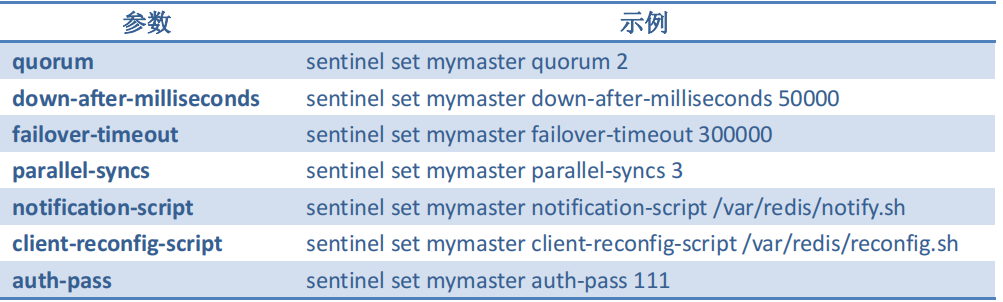 参数 示例
quorum sentinel set mymaster quorum 2
down-after-milliseconds sentinel set mymaster down-after-milliseconds 50000
failover-timeout sentinel set mymaster failover-timeout 300000
parallel-syncs sentinel set mymaster parallel-syncs 3
notification-script sentinel set mymaster notification-script /var/redis/notify.sh
client-reconfig-script sentinel set mymaster client-reconfig-script /var/redis/reconfig.sh
auth-pass sentinel set mymaster auth-pass 111